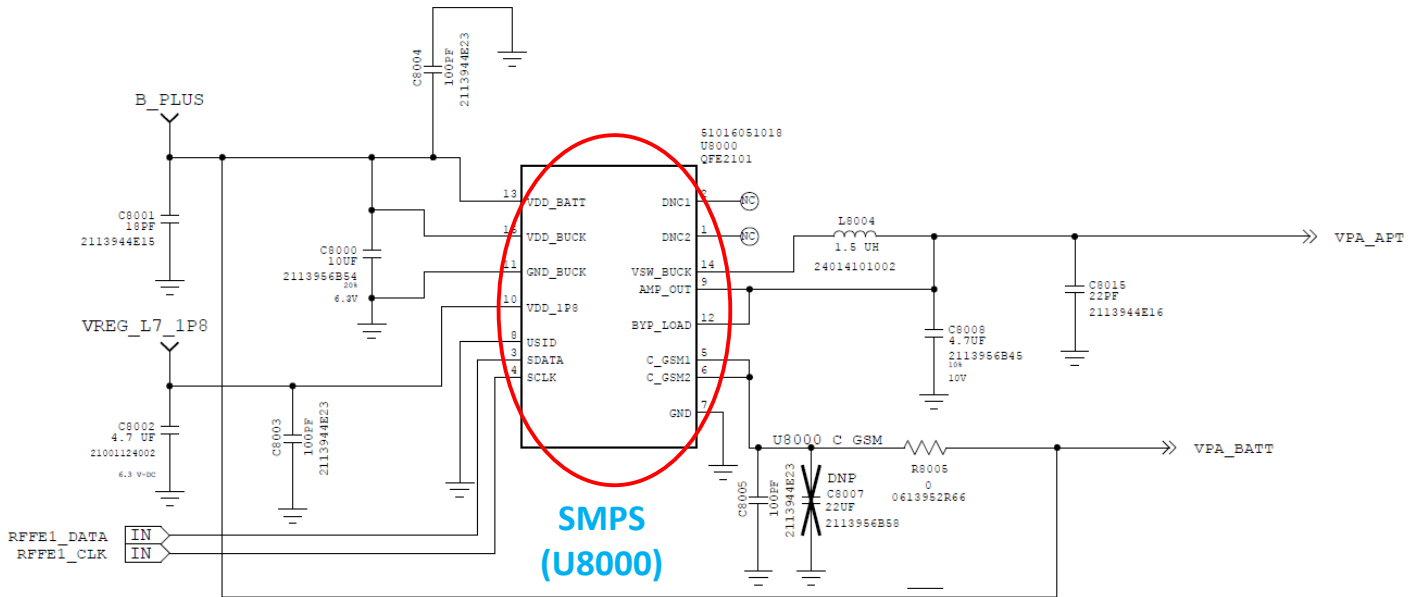 C8004
100PF
2113944E23
B_PLUS
51016051018
U8000
QFE2101
C8001
18PF
2113944E15
C8000
10UF
2113956B54
20%
6.3V
13
VDD_BATT
VDD_BUCK
11
GND_BUCK
10
VDD_1P8
8
USID
3
SDATA
4
SCLK
2
DNC1
NC
1
DNC2
NC
14
VSW_BUCK
9
AMP_OUT
12
BYP_LOAD
5
C_GSM1
6
C_GSM2
7
GND
L8004
1.5 UH
24014101002
VPA_APT
C8015
22PF
2113944E16
C8008
4.7UF
2113956B45
10%
10V
VREG_L7_1P8
C8002
4.7 UF
21001124002
6.3 V-DC
C8003
100PF
2113944E23
U8000_C_GSM
R8005
0
0613952R66
VPA_BATT
C8005
100PF
2113944E23
DNP
C8007
22UF
2113956B58
RFFE1_DATA
IN
RFFE1_CLK
IN
SMPS
(U8000)